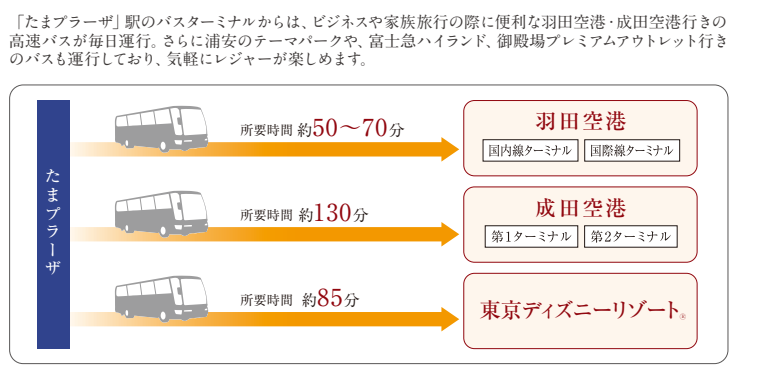 「たまプラーザ」駅のバスターミナルからは、ビジネスや家族旅行の際に便利な羽田空港・成田空港行きの
高速バスが毎日運行。さらに浦安のテーマパークや、富士急ハイランド、御殿場プレミアムアウトレット行き
のバスも運行しており、気軽にレジャーが楽しめます。
たまプラーザ
所要時間 約50〜70分
羽田空港
国内線ターミナル 国際線ターミナル
所要時間 約130分
成田空港
第1ターミナル 第2ターミナル
所要時間 約85分
東京ディズニーリゾート®